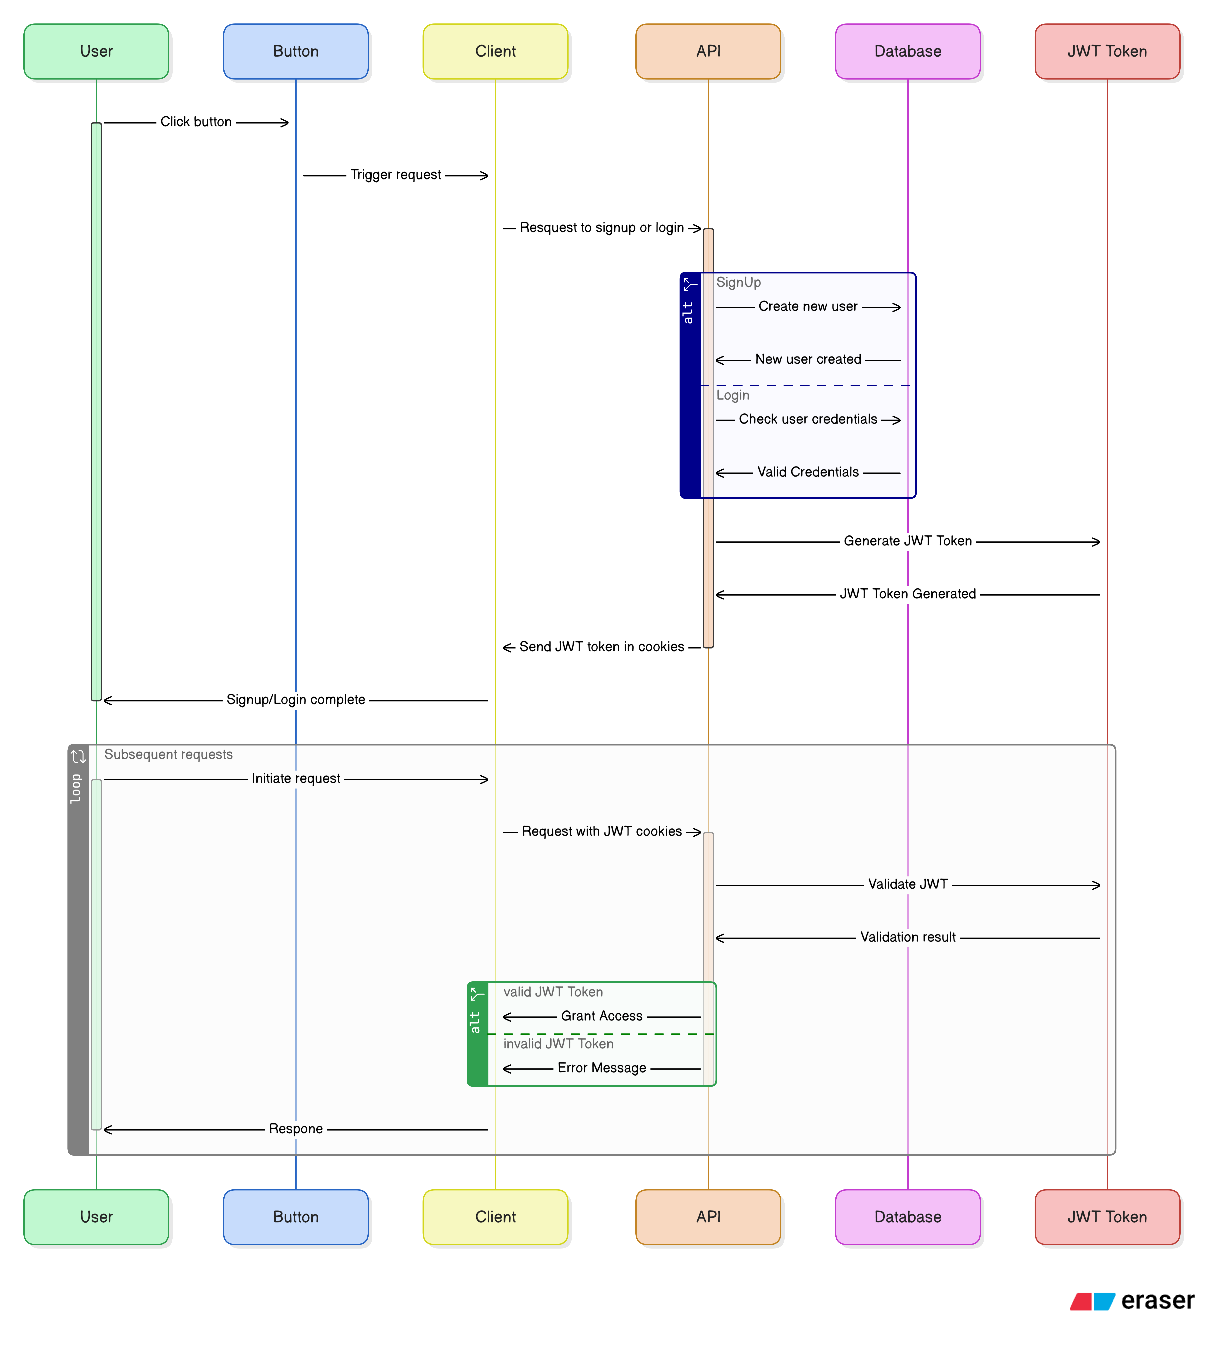 User
Button
Client
API
Database
JWT Token
Click button
Trigger request
Resquest to signup or login
alt
SignUp
Create new user
New user created
Login
Check user credentials
Valid Credentials
Generate JWT Token
JWT Token Generated
Send JWT token in cookies
Signup/Login complete
loop
Subsequent requests
Initiate request
Request with JWT cookies
Validate JWT
Validation result
alt
valid JWT Token
Grant Access
invalid JWT Token
Error Message
Respone
User
Button
Client
API
Database
JWT Token
eraser